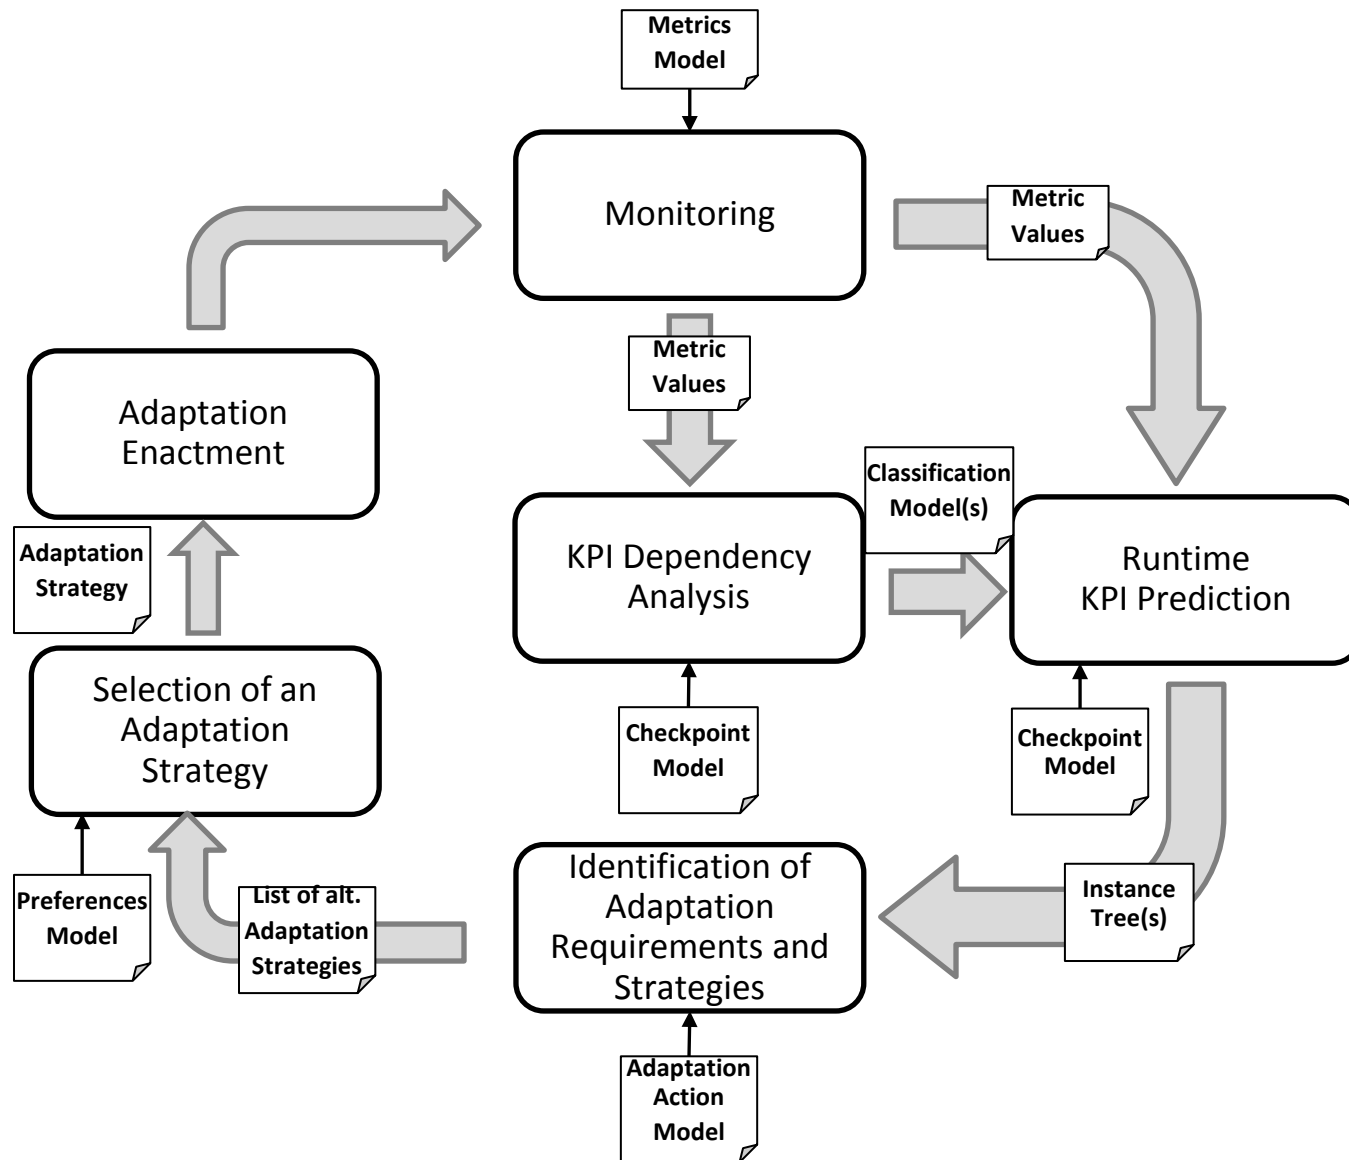 Metrics
Model
Monitoring
Metric
Values
Metric
Values
Adaptation
Enactment
Classification
Model(s)
Adaptation
Strategy
KPI Dependency
Analysis
Runtime
KPI Prediction
Selection of an
Adaptation
Strategy
Checkpoint
Model
Checkpoint
Model
Preferences
Model
List of alt.
Adaptation
Strategies
Identification of
Adaptation
Requirements and
Strategies
Instance
Tree(s)
Adaptation
Action
Model